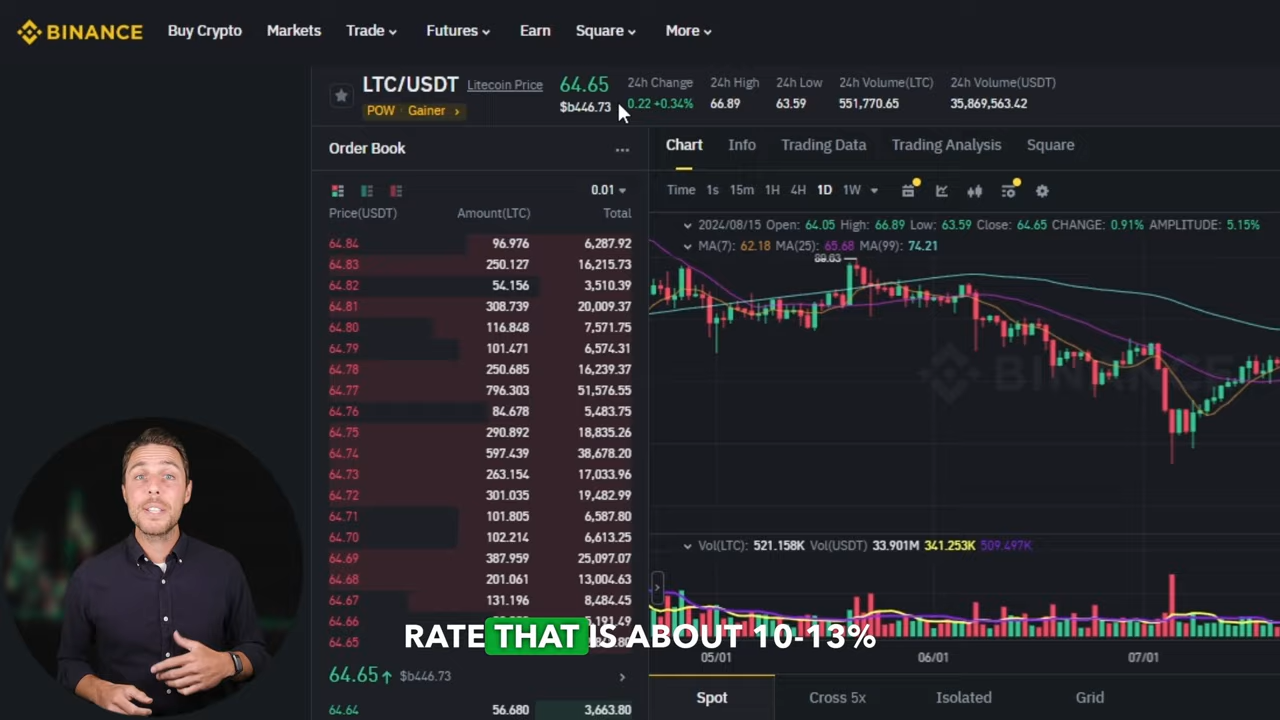 BINANCE Buy Crypto Markets Trade Futures Earn Square More
LTC/USDT Litecoin Price
POW Gainer
64.65
$b446.73
24h Change
0.22 +0.34%
24h High
66.89
24h Low
63.59
24h Volume(LTC)
551,770.65
24h Volume(USDT)
35,869,563.42
Order Book
0.01
Price(USDT) Amount(LTC) Total
64.84 96.976 6,287.92
64.83 250.127 16,215.73
64.82 54.156 3,510.39
64.81 308.739 20,009.37
64.80 116.848 7,571.75
64.79 101.471 6,574.31
64.78 250.685 16,239.37
64.77 796.303 51,576.55
64.76 84.678 5,483.75
64.75 290.892 18,835.26
64.74 597.439 38,678.20
64.73 263.154 17,033.96
64.72 301.035 19,482.99
64.71 101.805 6,587.80
64.70 102.214 6,613.25
64.69 387.959 25,097.07
64.68 201.061 13,004.63
64.67 131.196 8,484.45
64.66
64.65
64.65 $b446.73
64.64 56.680 3,663.80
Chart Info Trading Data Trading Analysis Square
Time 1s 15m 1H 4H 1D 1W
2024/08/15 Open: 64.05 High: 66.89 Low: 63.59 Close: 64.65 CHANGE: 0.91% AMPLITUDE: 5.15%
MA(7): 62.18 MA(25): 65.68 MA(99): 74.21
89.63
BINANCE
Vol(LTC): 521.158K Vol(USDT) 33.901M 341.253K 509.497K
05/01 06/01 07/01
Spot Cross 5x Isolated Grid
RATE THAT IS ABOUT 10-13%